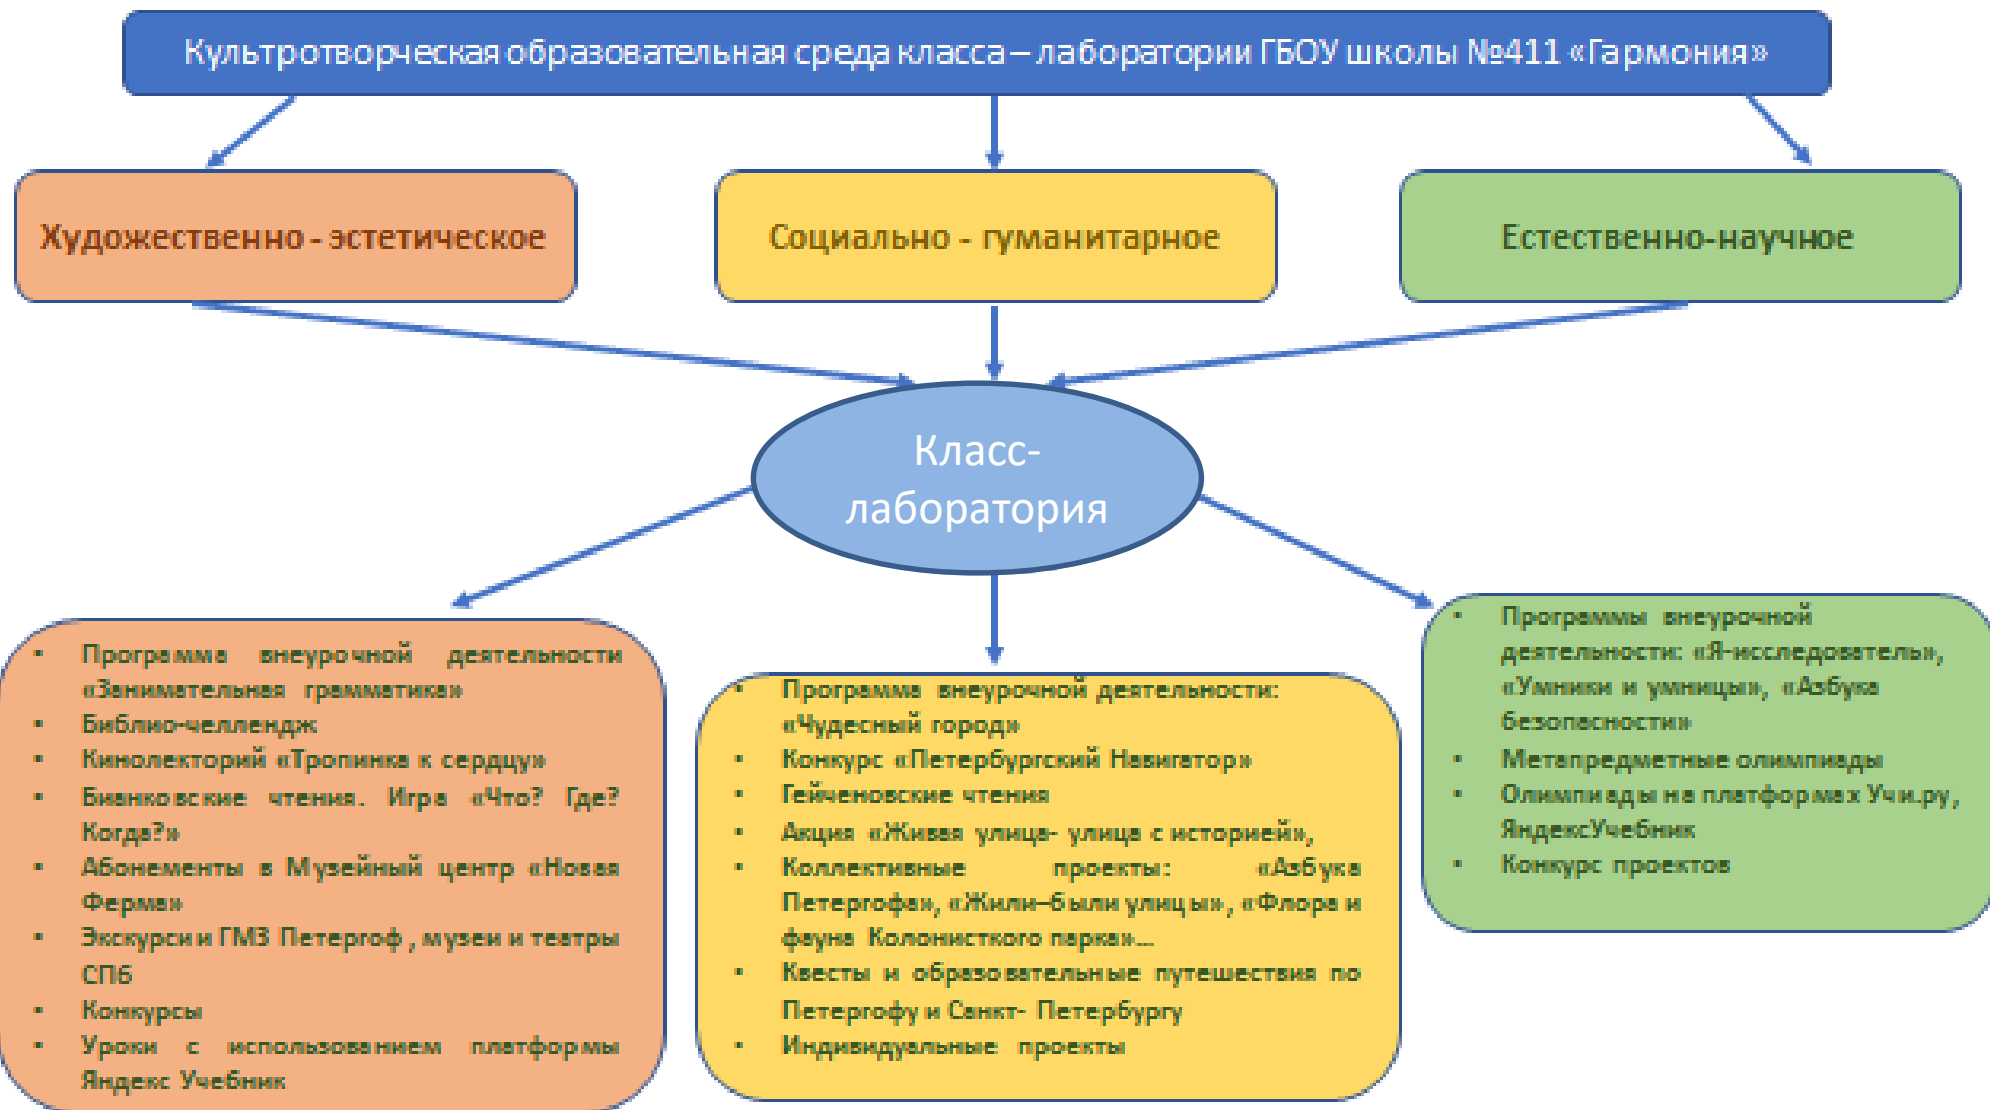 Культротворческая образовательная среда класса – лаборатории ГБОУ школы №411 «Гармония»
Художественно - эстетическое
Социально - гуманитарное
Естественно-научное
Класс-
лаборатория
▪ Программа внеурочной деятельности
«Занимательная грамматика»
▪ Библио-челлендж
▪ Кинолекторий «Тропинка к сердцу»
▪ Бианковские чтения. Игра «Что? Где?
Когда?»
▪ Абонементы в Музейный центр «Новая
Ферма»
▪ Экскурсии ГМЗ Петергоф , музеи и театры
СПб
▪ Конкурсы
▪ Уроки с использованием платформы
Яндекс Учебник
▪ Программа внеурочной деятельности:
«Чудесный город»
▪ Конкурс «Петербургский Навигатор»
▪ Гейченовские чтения
▪ Акция «Живая улица- улица с историей»,
▪ Коллективные проекты: «Азбука
Петергофа», «Жили–были улицы», «Флора и
фауна Колонисткого парка»...
▪ Квесты и образовательные путешествия по
Петергофу и Санкт- Петербургу
▪ Индивидуальные проекты
▪ Программы внеурочной
деятельности: «Я-исследователь»,
«Умники и умницы», «Азбука
безопасности»
▪ Метапредметные олимпиады
▪ Олимпиады на платформах Учи.ру,
ЯндексУчебник
▪ Конкурс проектов